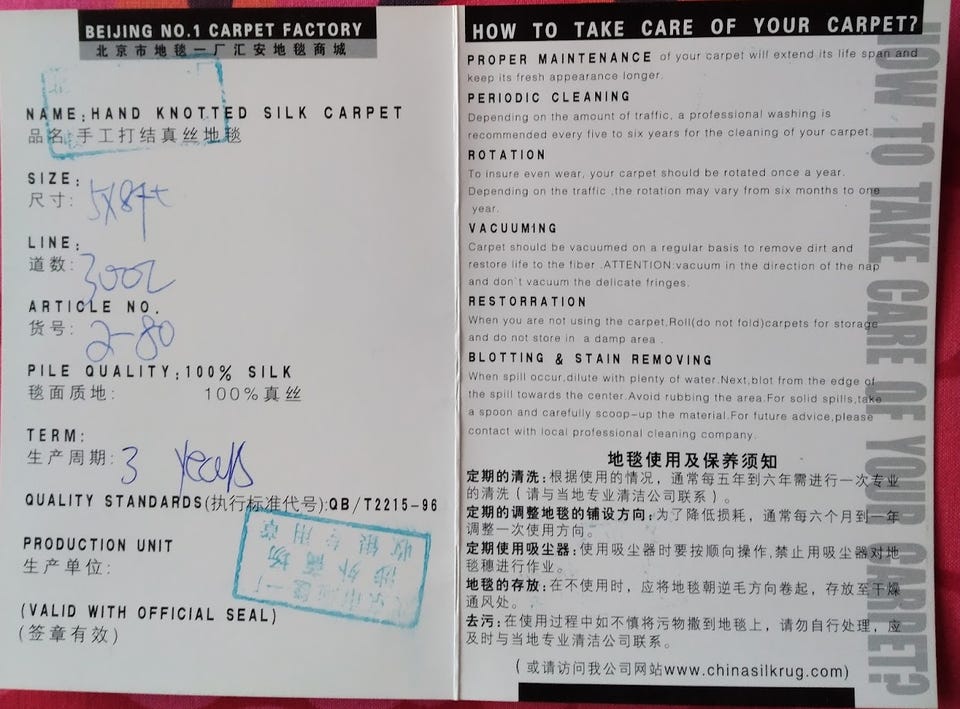 BEIJING NO.1 CARPET FACTORY
北京市地毯一厂汇安地毯商城
NAME:HAND KNOTTED SILK CARPET
品名:手工打结真丝地毯
SIZE:
尺寸: 5X8ft
LINE:
道数: 300L
ARTICLE NO.
货号: 2-80
PILE QUALITY:100% SILK
毯面质地: 100%真丝
TERM:
生产周期: 3 years
QUALITY STANDARDS(执行标准代号):QB/T2215-96
PRODUCTION UNIT
生产单位:
(VALID WITH OFFICIAL SEAL)
(签章有效)
涉外商场
收银专用章
HOW TO TAKE CARE OF YOUR CARPET?
PROPER MAINTENANCE of your carpet will extend its life span and
keep its fresh appearance longer.
PERIODIC CLEANING
Depending on the amount of traffic, a professional washing is
recommended every five to six years for the cleaning of your carpet.
ROTATION
To insure even wear, your carpet should be rotated once a year.
Depending on the traffic ,the rotation may vary from six months to one
year.
VACUUMING
Carpet should be vacuumed on a regular basis to remove dirt and
restore life to the fiber .ATTENTION:vacuum in the direction of the nap
and don`t vacuum the delicate fringes.
RESTORRATION
When you are not using the carpet,Roll(do not fold)carpets for storage
and do not store in a damp area .
BLOTTING & STAIN REMOVING
When spill occur,dilute with plenty of water.Next,blot from the edge of
the spill towards the center.Avoid rubbing the area.For solid spills,take
a spoon and carefully scoop-up the material.For future advice,please
contact with local professional cleaning company.
地毯使用及保养须知
定期的清洗:根据使用的情况，通常每五年到六年需进行一次专业
的清洗（请与当地专业清洁公司联系）。
定期的调整地毯的铺设方向:为了降低损耗，通常每六个月到一年
调整一次使用方向。
定期使用吸尘器:使用吸尘器时要按顺向操作,禁止用吸尘器对地
毯穗进行作业。
地毯的存放:在不使用时，应将地毯朝逆毛方向卷起，存放至干燥
通风处。
去污:在使用过程中如不慎将污物撒到地毯上，请勿自行处理，应
及时与当地专业清洁公司联系。
(或请访问我公司网站www.chinasilkrug.com)
HOW TO TAKE CARE OF YOUR CARPET?